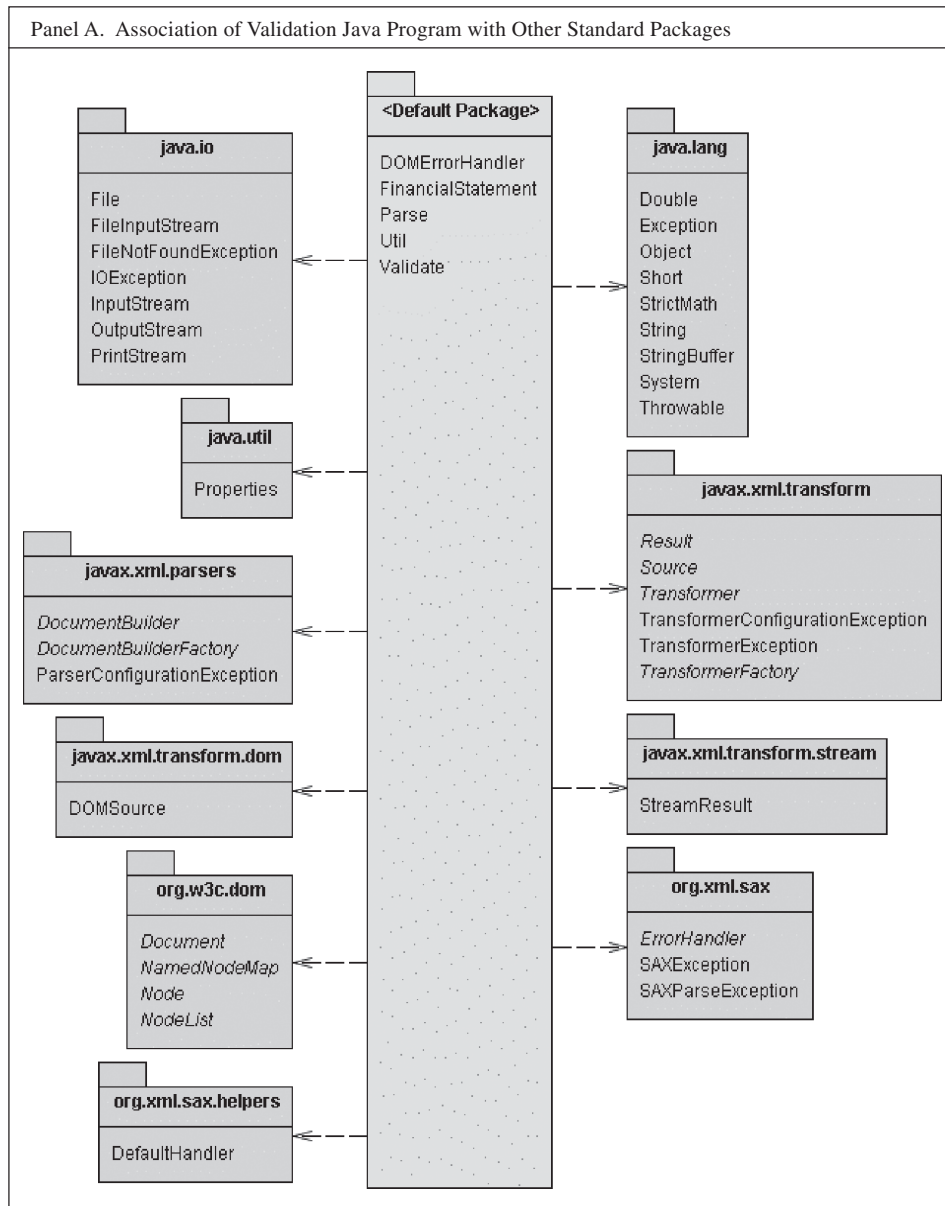 Panel A. Association of Validation Java Program with Other Standard Packages
<Default Package>
DOMErrorHandler
FinancialStatement
Parse
Util
Validate
java.io
File
FileInputStream
FileNotFoundException
IOException
InputStream
OutputStream
PrintStream
java.lang
Double
Exception
Object
Short
StrictMath
String
StringBuffer
System
Throwable
java.util
Properties
javax.xml.transform
Result
Source
Transformer
TransformerConfigurationException
TransformerException
TransformerFactory
javax.xml.parsers
DocumentBuilder
DocumentBuilderFactory
ParserConfigurationException
javax.xml.transform.dom
DOMSource
javax.xml.transform.stream
StreamResult
org.w3c.dom
Document
NamedNodeMap
Node
NodeList
org.xml.sax
ErrorHandler
SAXException
SAXParseException
org.xml.sax.helpers
DefaultHandler